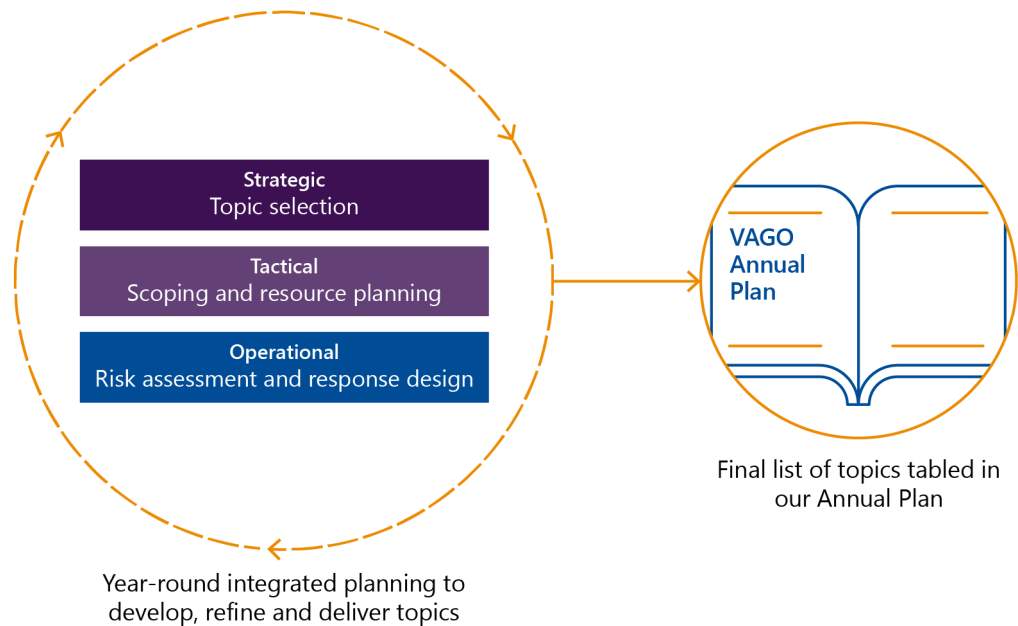 Strategic
Topic selection
Tactical
Scoping and resource planning
Operational
Risk assessment and response design
Year-round integrated planning to
develop, refine and deliver topics
VAGO
Annual
Plan
Final list of topics tabled in
our Annual Plan